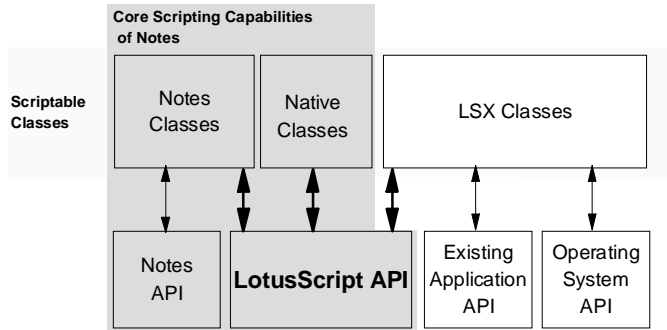 Core Scripting Capabilities
of Notes
Scriptable
Classes
Notes
Classes
Native
Classes
LSX Classes
Notes
API
LotusScript API
Existing
Application
API
Operating
System
API